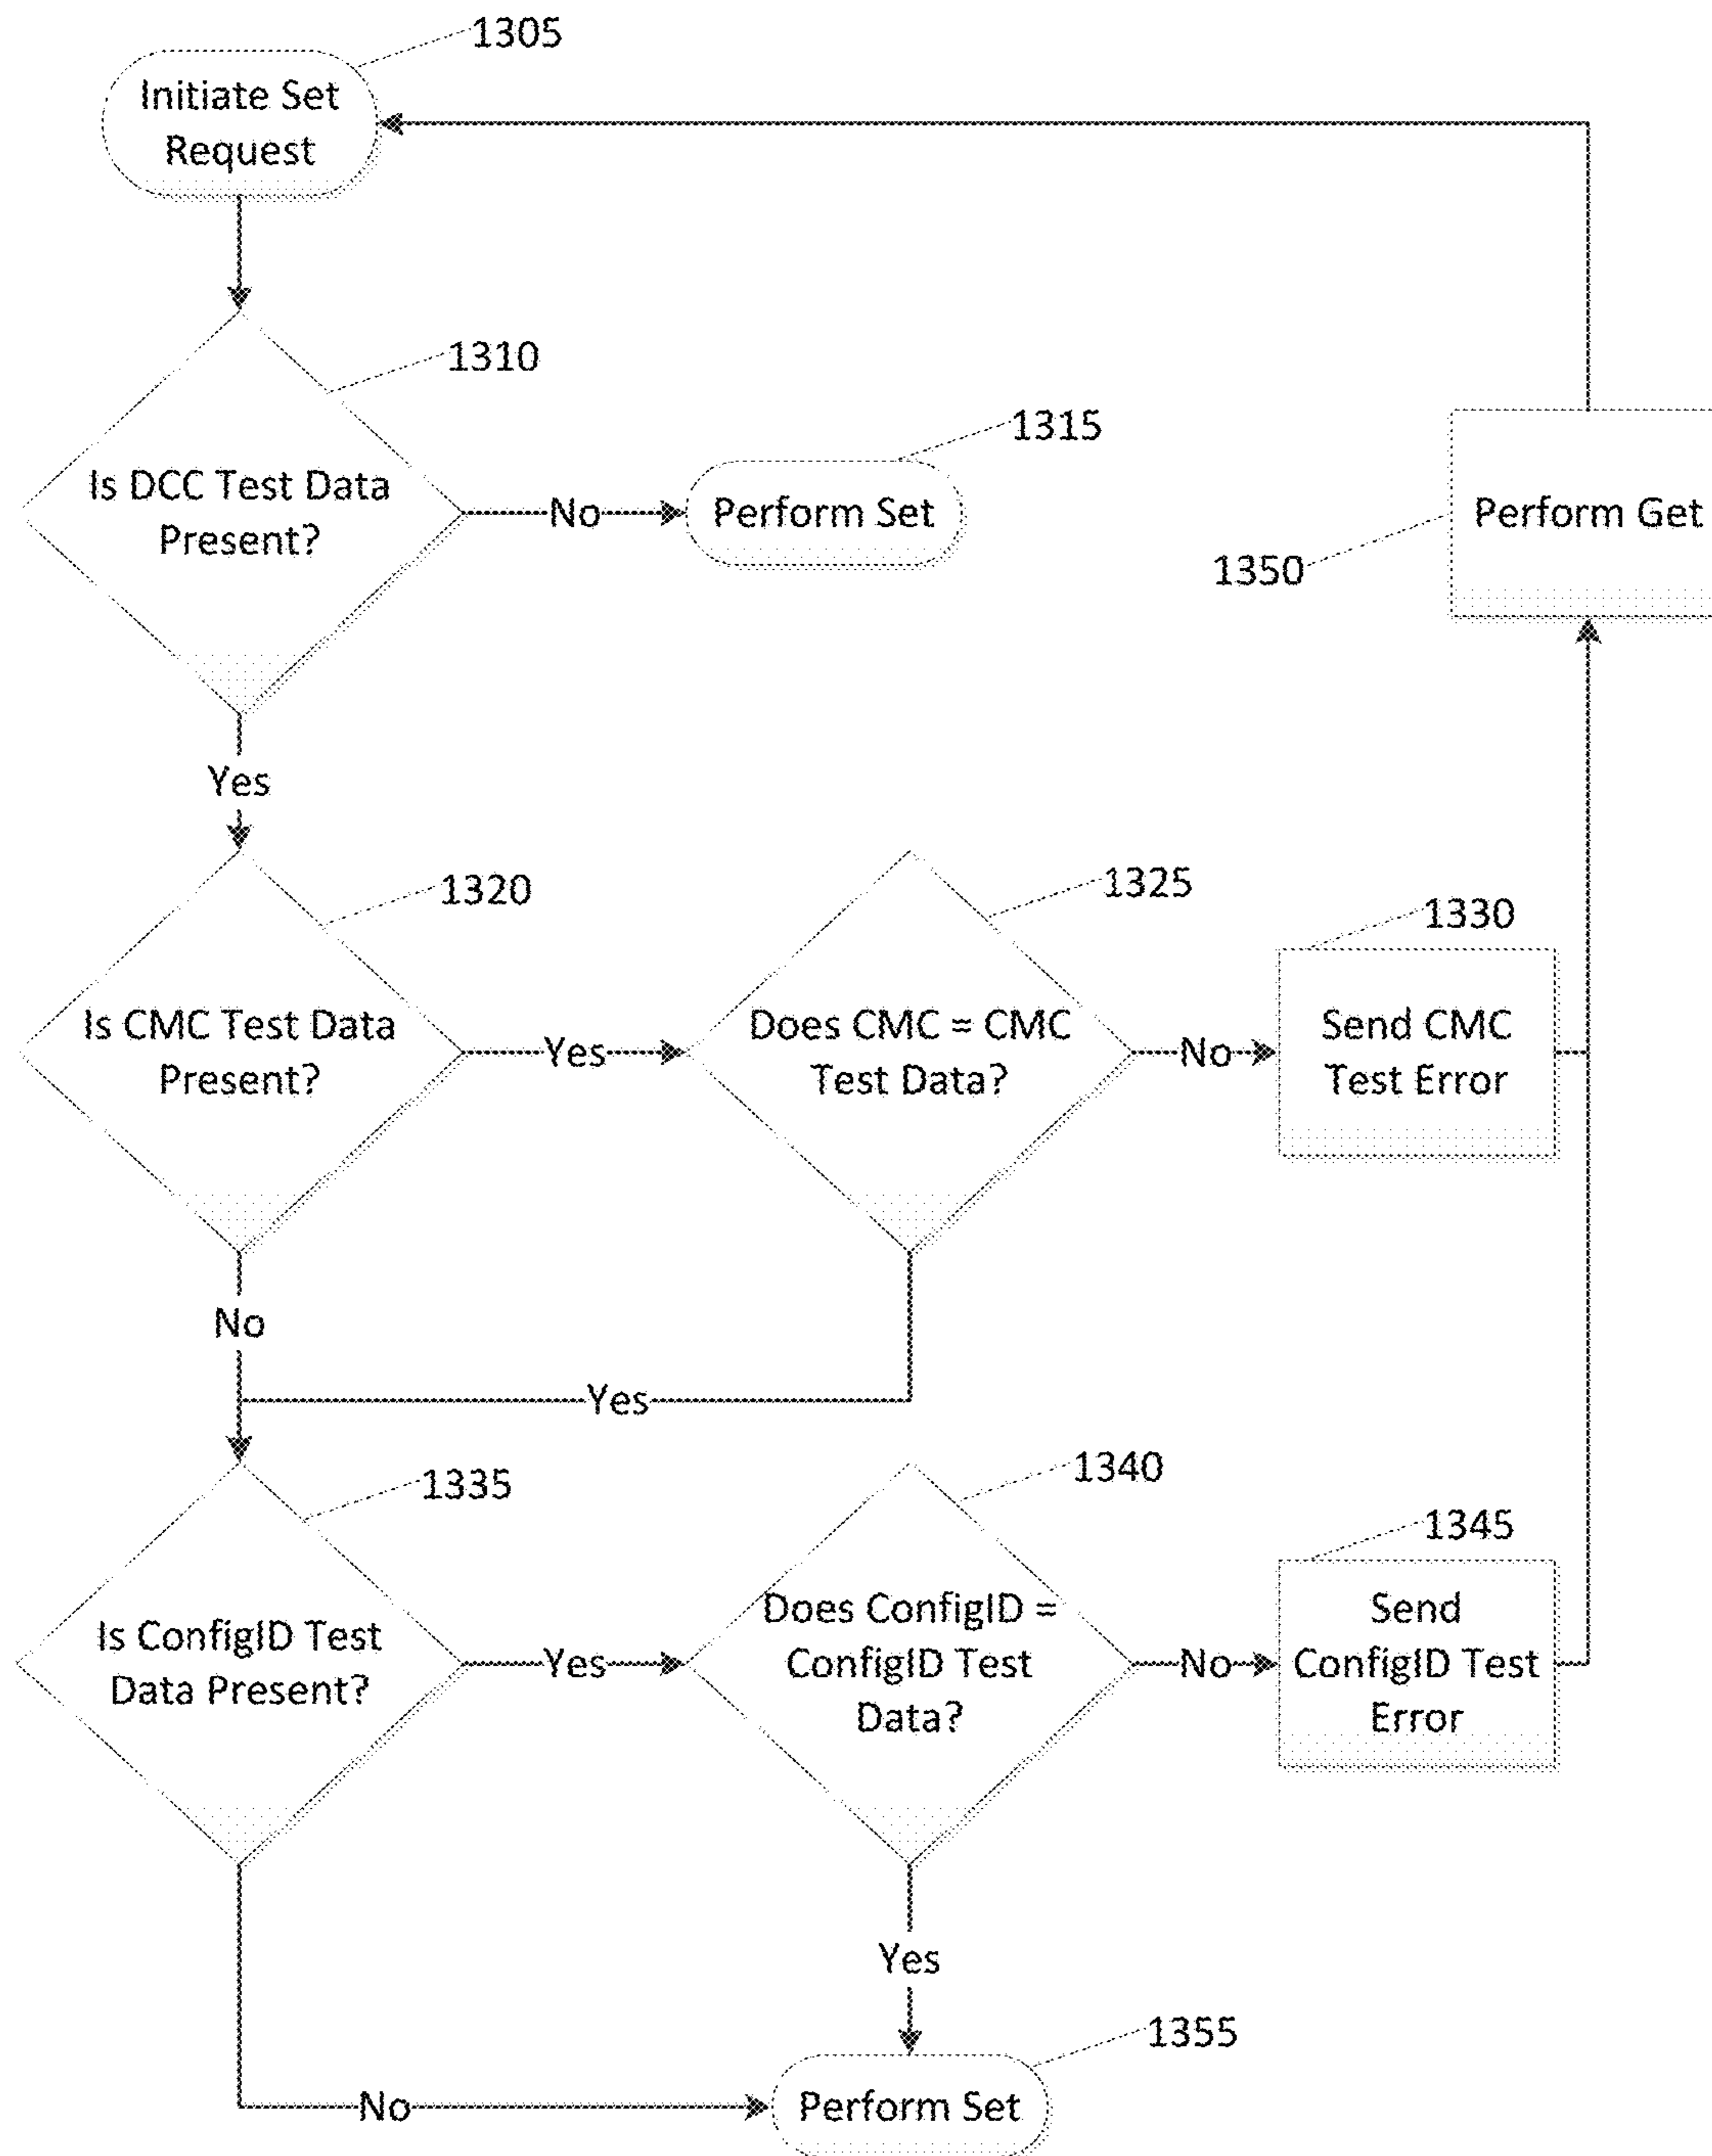 1305
Initiate Set
Request
1310
Is DCC Test Data
Present?
No
1315
Perform Set
Perform Get
1350
Yes
1320
Is CMC Test Data
Present?
Yes
1325
Does CMC = CMC
Test Data?
No
1330
Send CMC
Test Error
No
Yes
1335
Is ConfigID Test
Data Present?
Yes
1340
Does ConfigID =
ConfigID Test
Data?
No
1345
Send
ConfigID Test
Error
Yes
1355
No
Perform Set